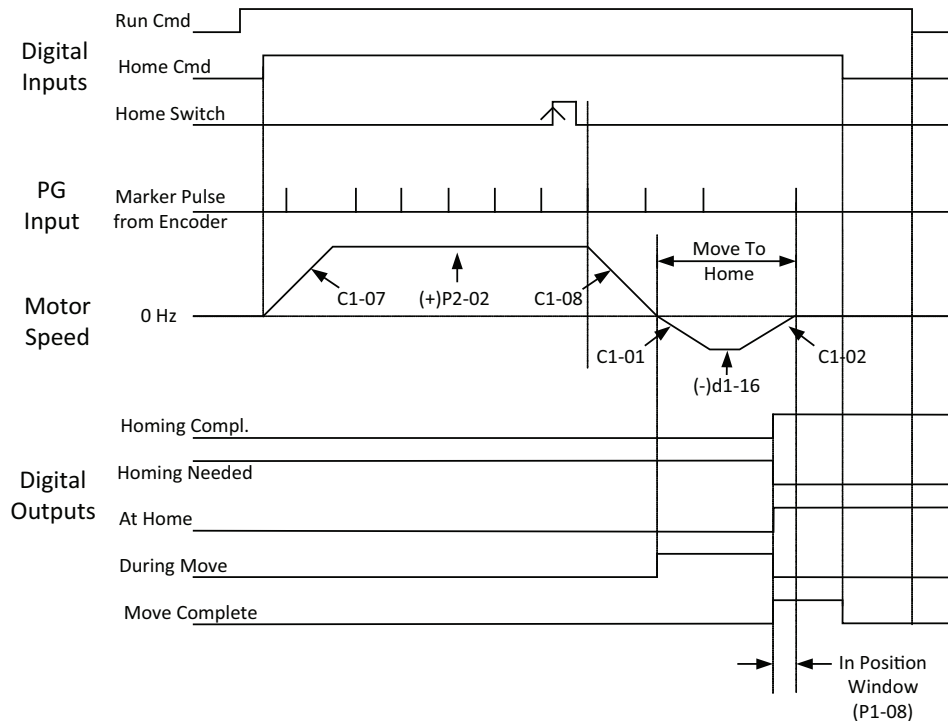 Digital
Inputs
Run Cmd
Home Cmd
Home Switch
PG
Input
Marker Pulse
from Encoder
Motor
Speed
0 Hz
C1-07
(+)P2-02
C1-08
Move To
Home
C1-01
(-)d1-16
C1-02
Digital
Outputs
Homing Compl.
Homing Needed
At Home
During Move
Move Complete
In Position
Window
(P1-08)